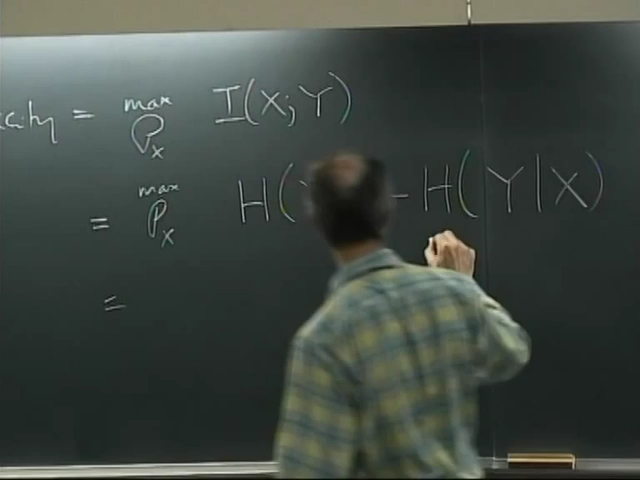 acity = max P_X I(X;Y)
= max P_X H( - H(Y|X)
=